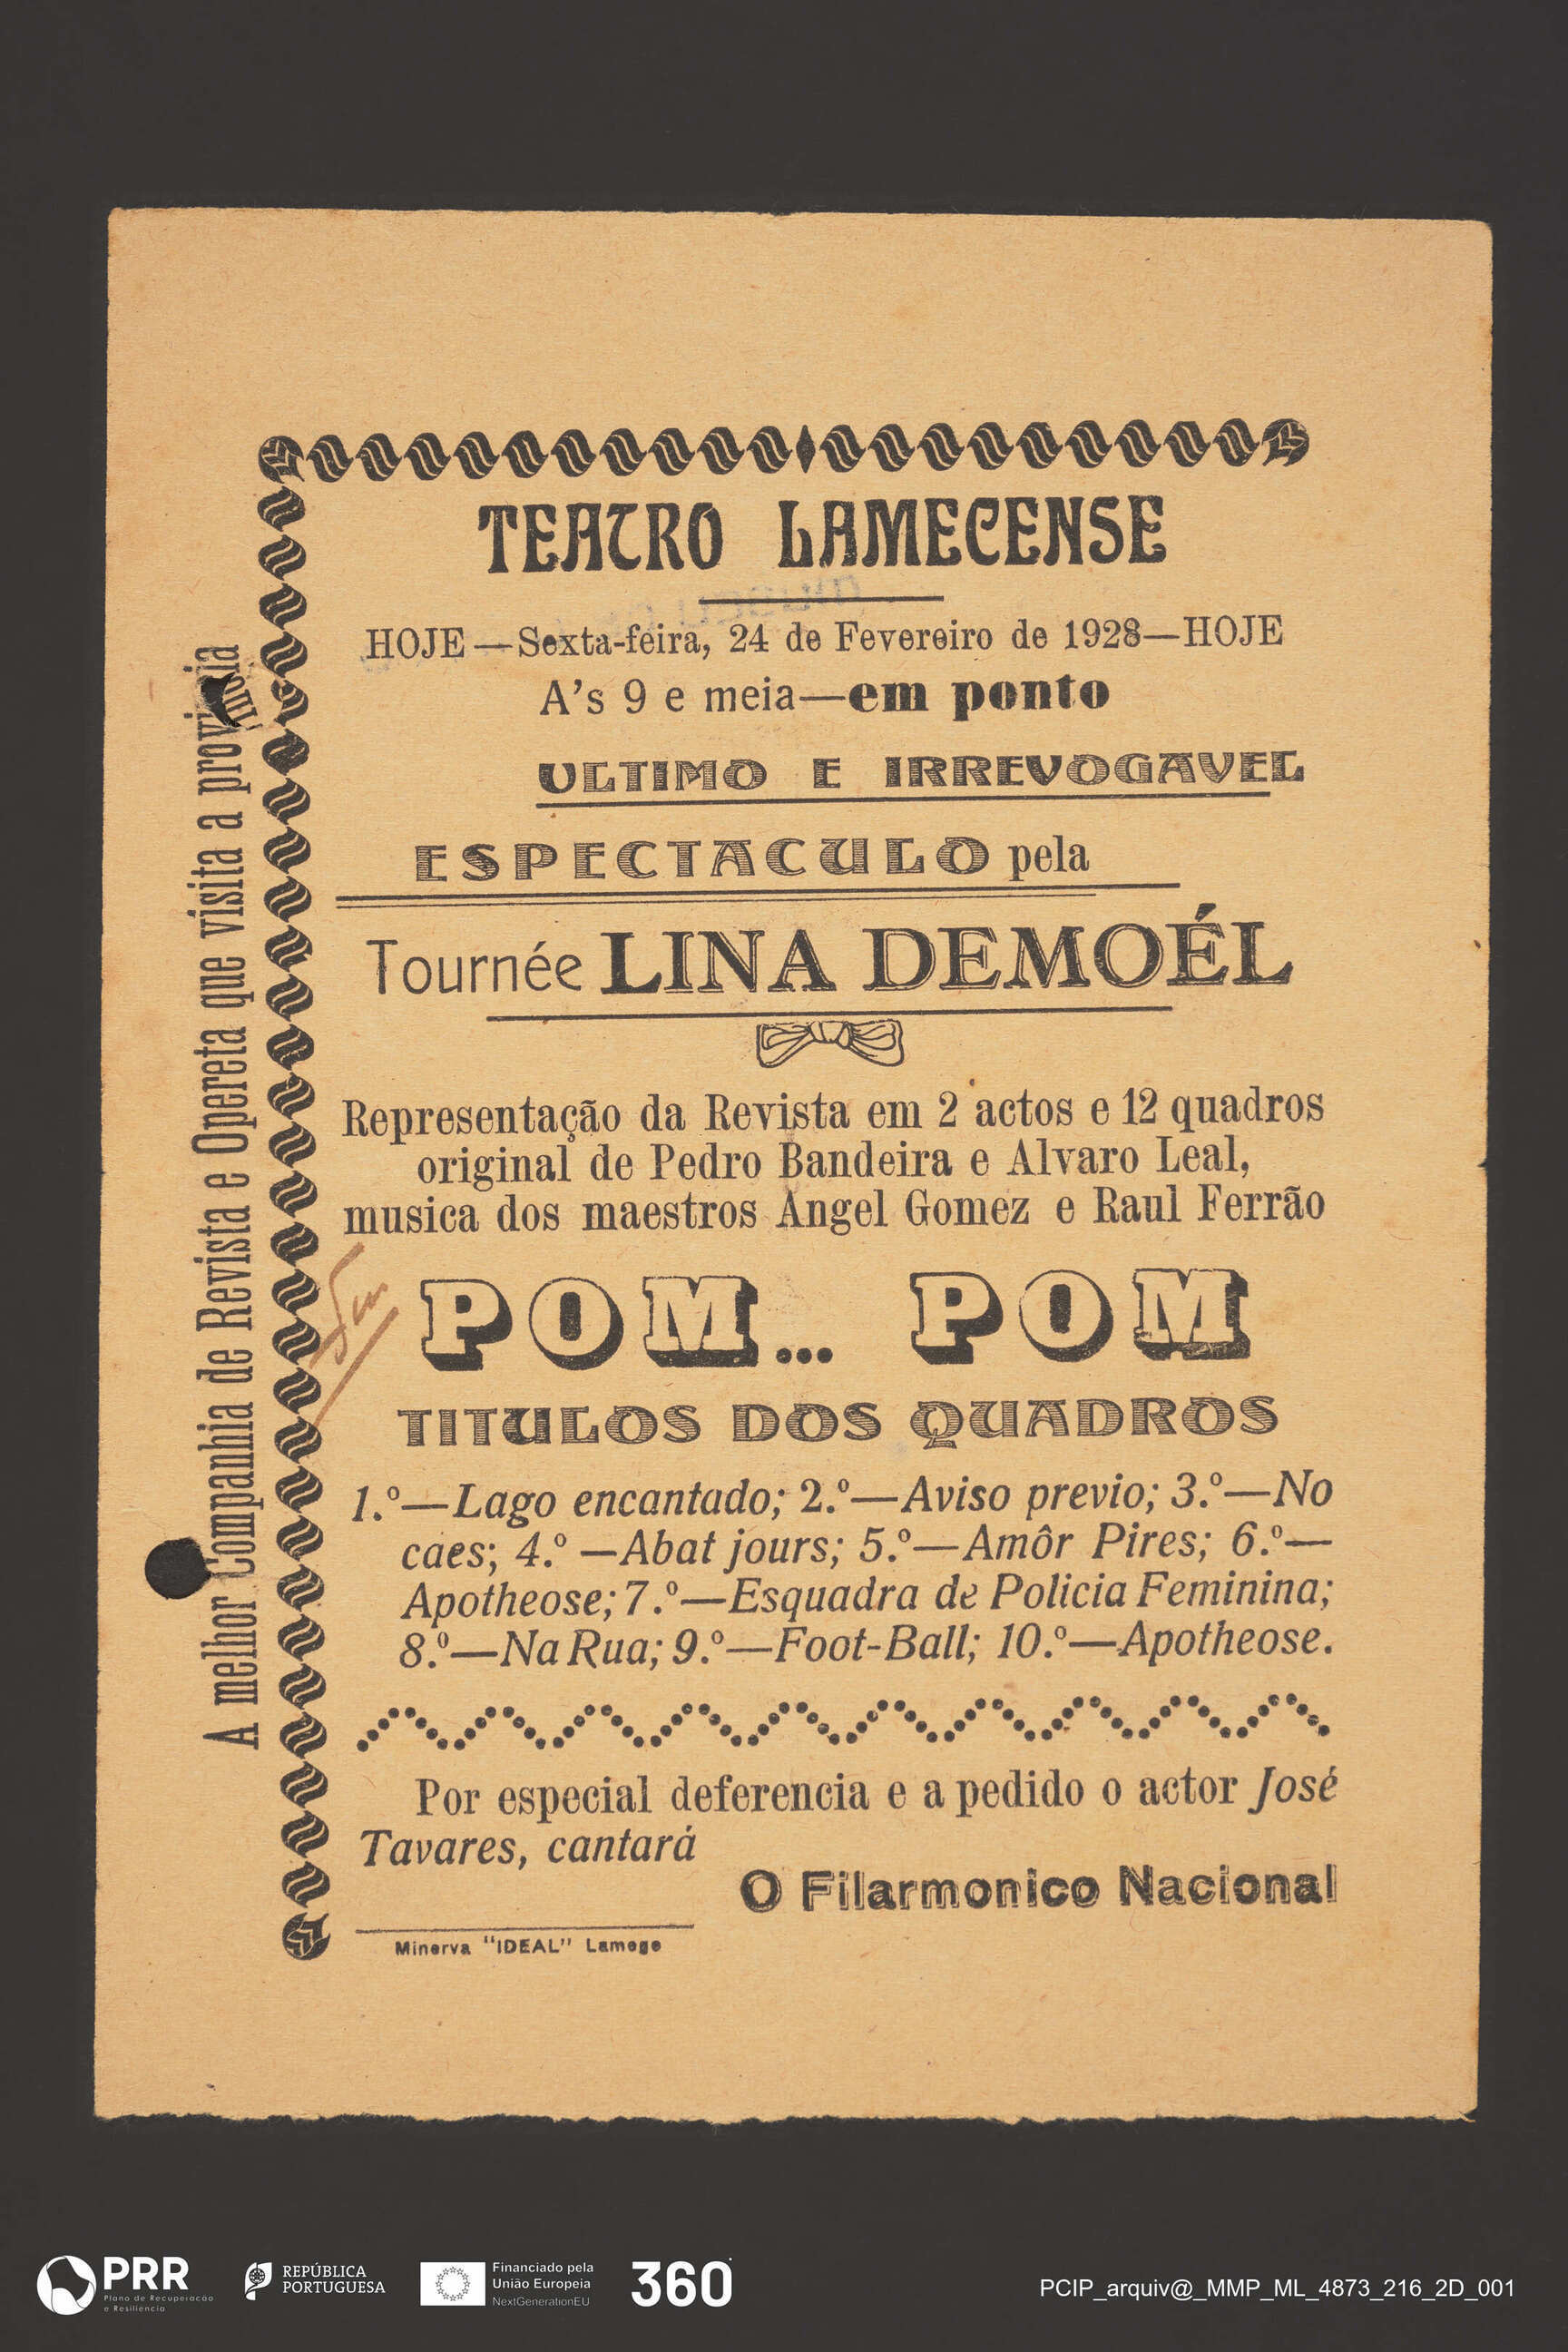 TEATRO LAMECENSE
HOJE—Sexta-feira, 24 de Fevereiro de 1928—HOJE
A's 9 e meia—em ponto
ULTIMO E IRREVOGAVEL
ESPECTACULO pela
Tournée LINA DEMOÉL
Representação da Revista em 2 actos e 12 quadros
original de Pedro Bandeira e Alvaro Leal,
musica dos maestros Angel Gomez e Raul Ferrão
POM... POM
TITULOS DOS QUADROS
1.º—Lago encantado; 2.º—Aviso previo; 3.º—No
caes; 4.º—Abat jours; 5.º—Amôr Pires; 6.º—
Apotheose; 7.º—Esquadra de Policia Feminina;
8.º—Na Rua; 9.º—Foot-Ball; 10.º—Apotheose.
Por especial deferencia e a pedido o actor José
Tavares, cantará
O Filarmonico Nacional
Minerva "IDEAL" Lamego
A melhor Companhia de Revista e Opereta que visita a
PRR
Plano de Recuperação
e Resiliência
REPÚBLICA
PORTUGUESA
Financiado pela
União Europeia
NextGenerationEU
360
PCIP_arquiv@_MMP_ML_4873_216_2D_001